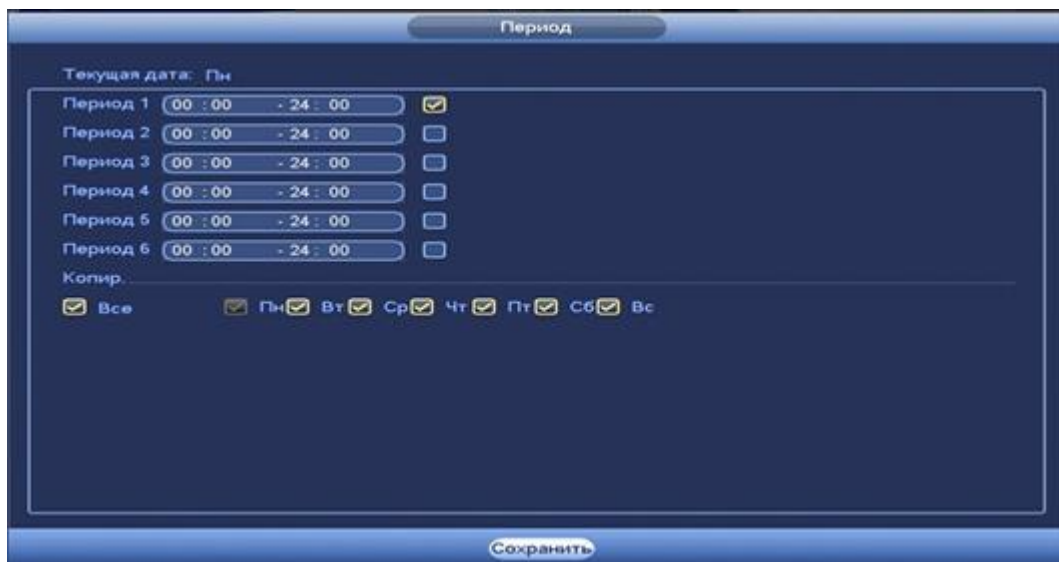 Период
Текущая дата: Пн
Период 1 00 : 00 - 24 : 00
Период 2 00 : 00 - 24 : 00
Период 3 00 : 00 - 24 : 00
Период 4 00 : 00 - 24 : 00
Период 5 00 : 00 - 24 : 00
Период 6 00 : 00 - 24 : 00
Копир.
Все Пн Вт Ср Чт Пт Сб Вс
Сохранить